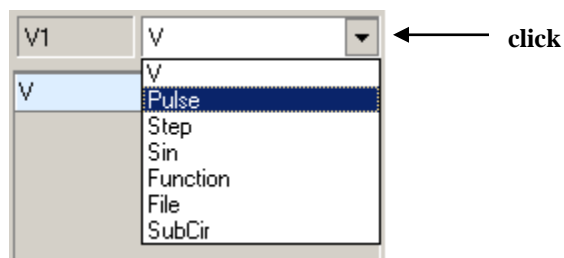 V1 V click
V
V
Pulse
Step
Sin
Function
File
SubCir